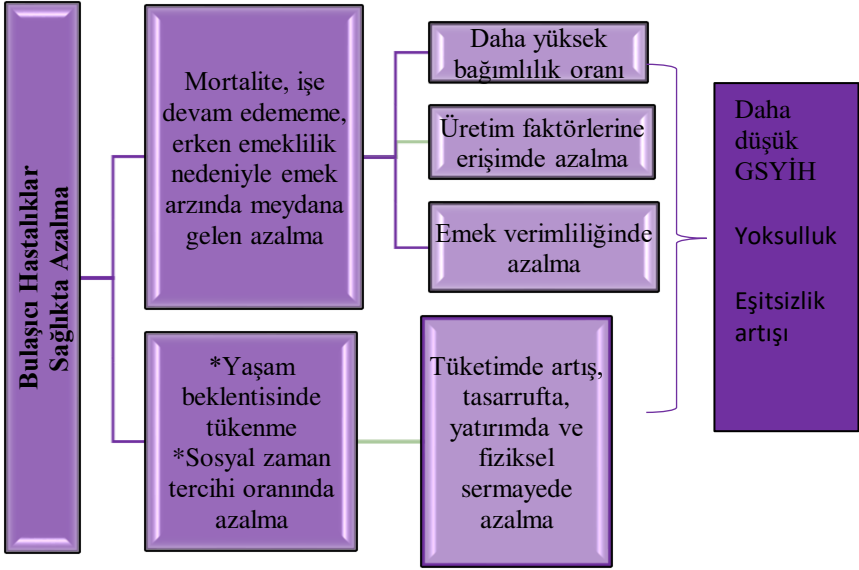 Bulaşıcı Hastalıklar
Sağlıkta Azalma
Mortalite, işe
devam edememe,
erken emeklilik
nedeniyle emek
arzında meydana
gelen azalma
*Yaşam
beklentisinde
tükenme
*Sosyal zaman
tercihi oranında
azalma
Daha yüksek
bağımlılık oranı
Üretim faktörlerine
erişimde azalma
Emek verimliliğinde
azalma
Tüketimde artış,
tasarrufta,
yatırımda ve
fiziksel
sermayede
azalma
Daha
düşük
GSYİH
Yoksulluk
Eşitsizlik
artışı